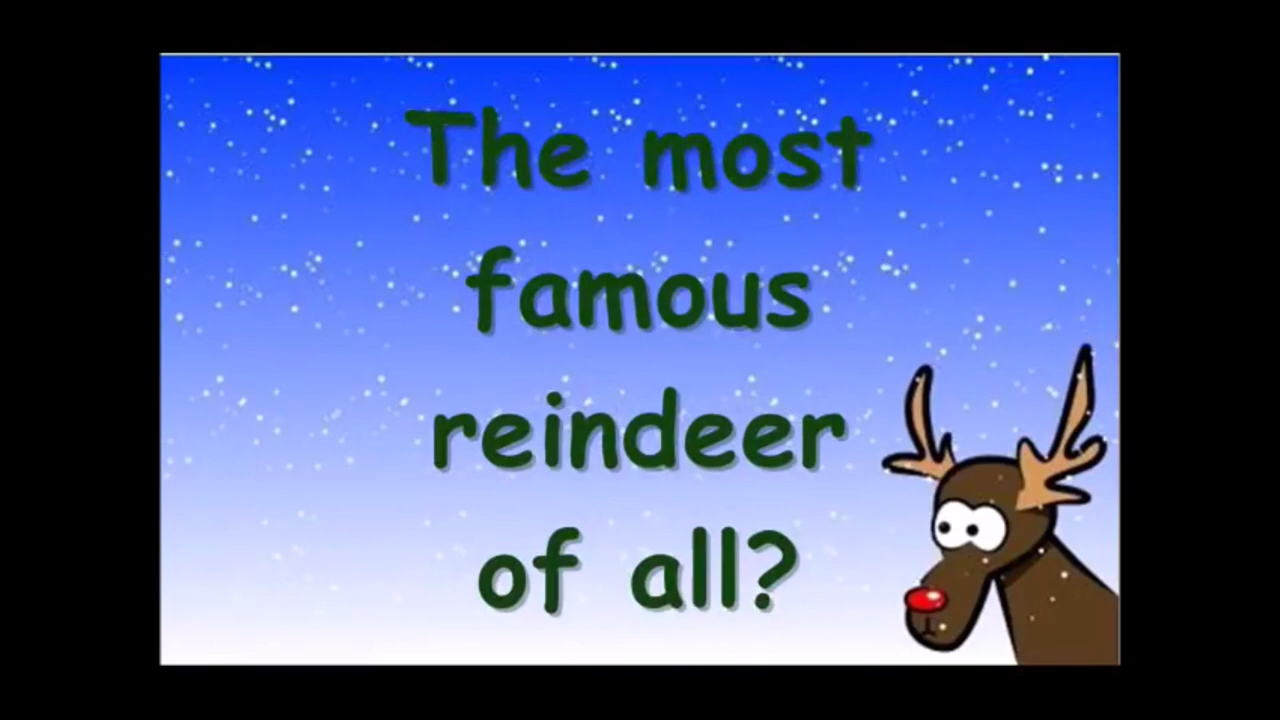 The most
famous
reindeer
of all?